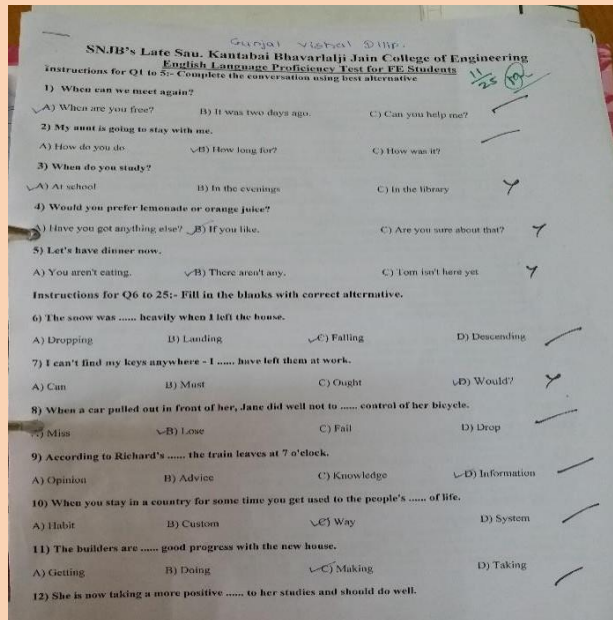 Gunjal Vishal Dilip.
SNJB's Late Sau. Kantabai Bhavarlalji Jain College of Engineering
English Language Proficiency Test for FE Students
Instructions for Q1 to 5:- Complete the conversation using best alternative
11/25
1) When can we meet again?
A) When are you free? B) It was two days ago. C) Can you help me?
2) My aunt is going to stay with me.
A) How do you do B) How long for? C) How was it?
3) When do you study?
A) At school B) In the evenings C) In the library
4) Would you prefer lemonade or orange juice?
A) Have you got anything else? B) If you like. C) Are you sure about that?
5) Let's have dinner now.
A) You aren't eating. B) There aren't any. C) Tom isn't here yet
Instructions for Q6 to 25:- Fill in the blanks with correct alternative.
6) The snow was ...... heavily when I left the house.
A) Dropping B) Landing C) Falling D) Descending
7) I can't find my keys anywhere - I ...... have left them at work.
A) Can B) Must C) Ought D) Would?
8) When a car pulled out in front of her, Jane did well not to ...... control of her bicycle.
A) Miss B) Lose C) Fail D) Drop
9) According to Richard's ...... the train leaves at 7 o'clock.
A) Opinion B) Advice C) Knowledge D) Information
10) When you stay in a country for some time you get used to the people's ...... of life.
A) Habit B) Custom C) Way D) System
11) The builders are ...... good progress with the new house.
A) Getting B) Doing C) Making D) Taking
12) She is now taking a more positive ...... to her studies and should do well.